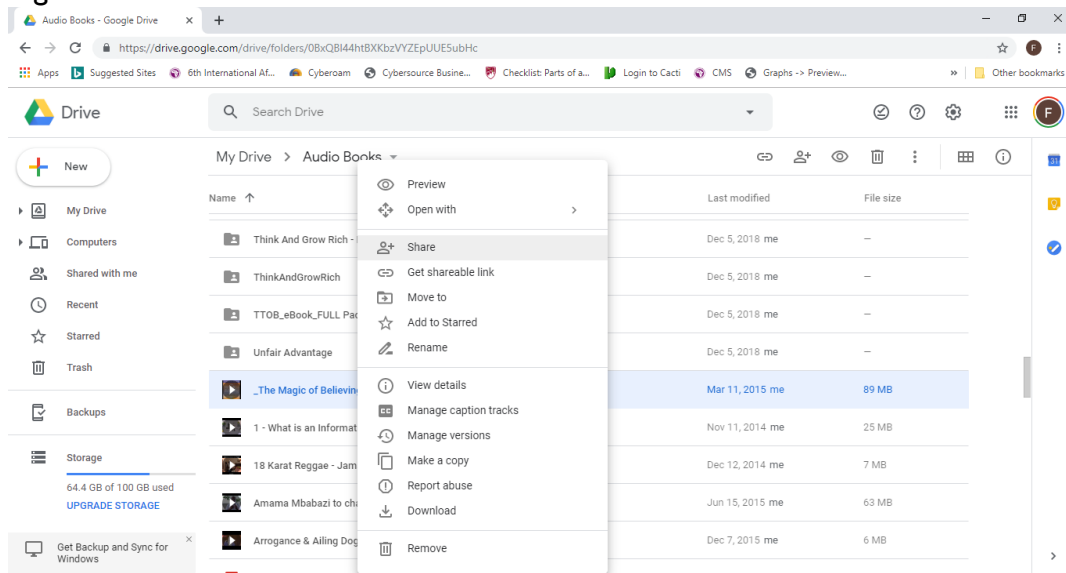 Audio Books - Google Drive
https://drive.google.com/drive/folders/0BxQBl44htBXKbzVYZEpUUE5ubHc
Apps Suggested Sites 6th International Af... Cyberoam Cybersource Busine... Checklist: Parts of a... Login to Cacti CMS Graphs -> Preview... » Other bookmarks
Drive Search Drive F
New My Drive > Audio Books
Name Last modified File size
My Drive
Computers
Shared with me
Recent
Starred
Trash
Backups
Storage
64.4 GB of 100 GB used
UPGRADE STORAGE
Get Backup and Sync for
Windows
Think And Grow Rich - Dec 5, 2018 me –
ThinkAndGrowRich Dec 5, 2018 me –
TTOB_eBook_FULL Pac Dec 5, 2018 me –
Unfair Advantage Dec 5, 2018 me –
_The Magic of Believin Mar 11, 2015 me 89 MB
1 - What is an Informat Nov 11, 2014 me 25 MB
18 Karat Reggae - Jam Dec 12, 2014 me 7 MB
Amama Mbabazi to cha Jun 15, 2015 me 63 MB
Arrogance & Ailing Dog Dec 7, 2015 me 6 MB
Preview
Open with
Share
Get shareable link
Move to
Add to Starred
Rename
View details
CC Manage caption tracks
Manage versions
Make a copy
Report abuse
Download
Remove
31